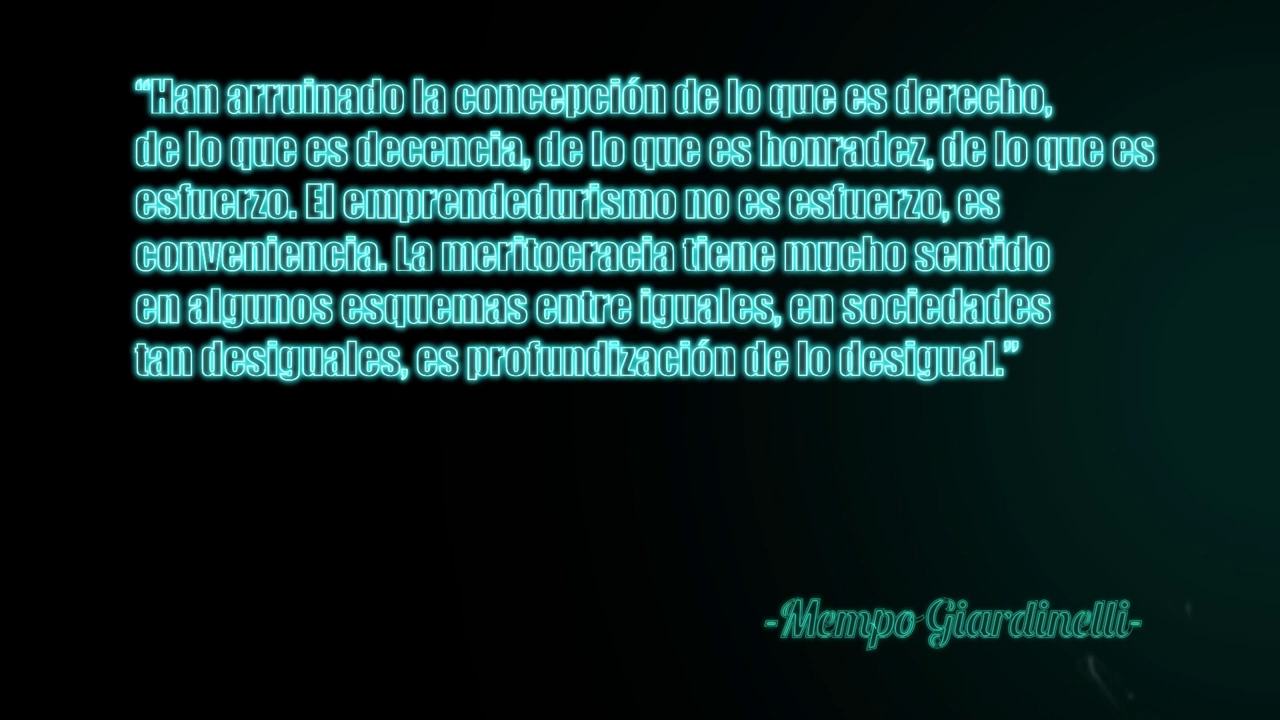 “Han arruinado la concepción de lo que es derecho,
de lo que es decencia, de lo que es honradez, de lo que es
esfuerzo. El emprendedurismo no es esfuerzo, es
conveniencia. La meritocracia tiene mucho sentido
en algunos esquemas entre iguales, en sociedades
tan desiguales, es profundización de lo desigual.”
-Mempo Giardinelli-